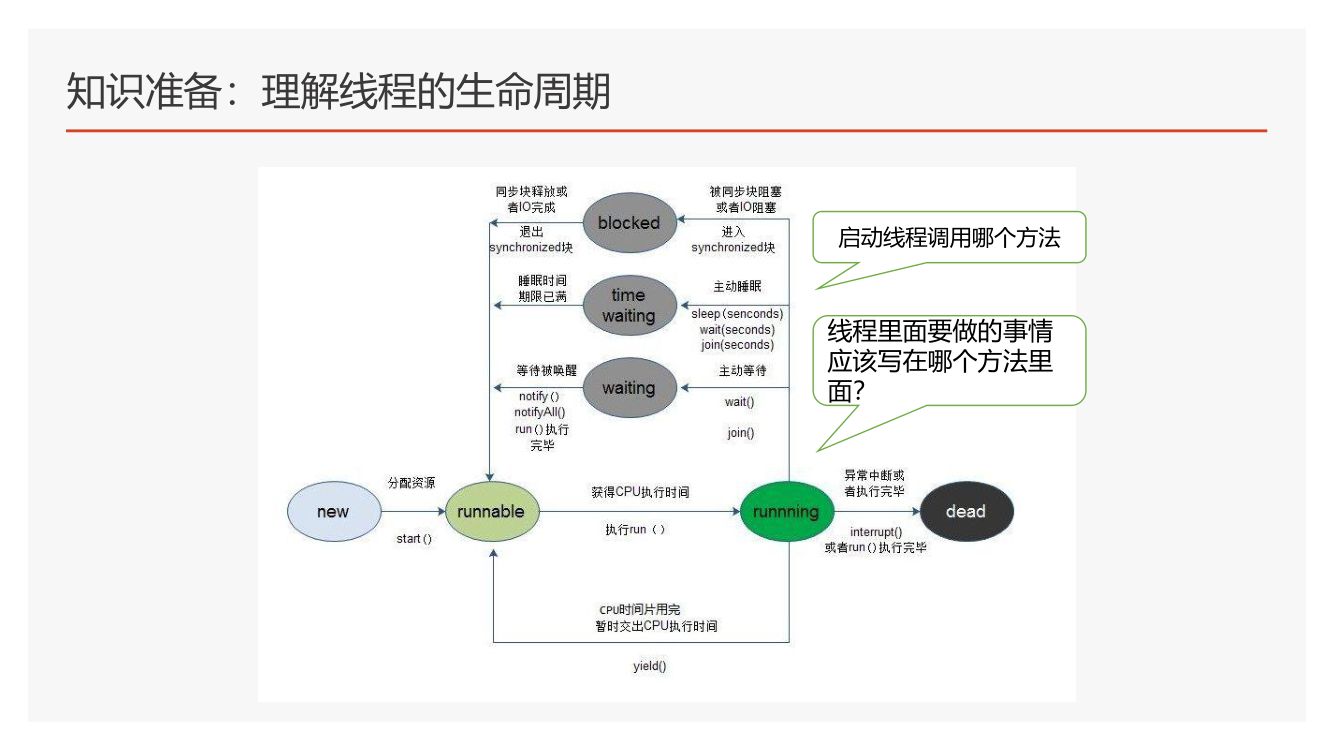 知识准备：理解线程的生命周期
同步块释放或
者IO完成
退出
synchronized块
blocked
被同步块阻塞
或者IO阻塞
进入
synchronized块
启动线程调用哪个方法
睡眠时间
期限已满
time
waiting
主动睡眠
sleep(senconds)
wait(seconds)
join(seconds)
线程里面要做的事情
应该写在哪个方法里
面?
等待被唤醒
notify()
notifyAll()
run()执行
完毕
waiting
主动等待
wait()
join()
new
分配资源
start()
runnable
获得CPU执行时间
执行run（）
runnning
异常中断或
者执行完毕
interrupt()
或者run()执行完毕
dead
CPU时间片用完
暂时交出CPU执行时间
yield()